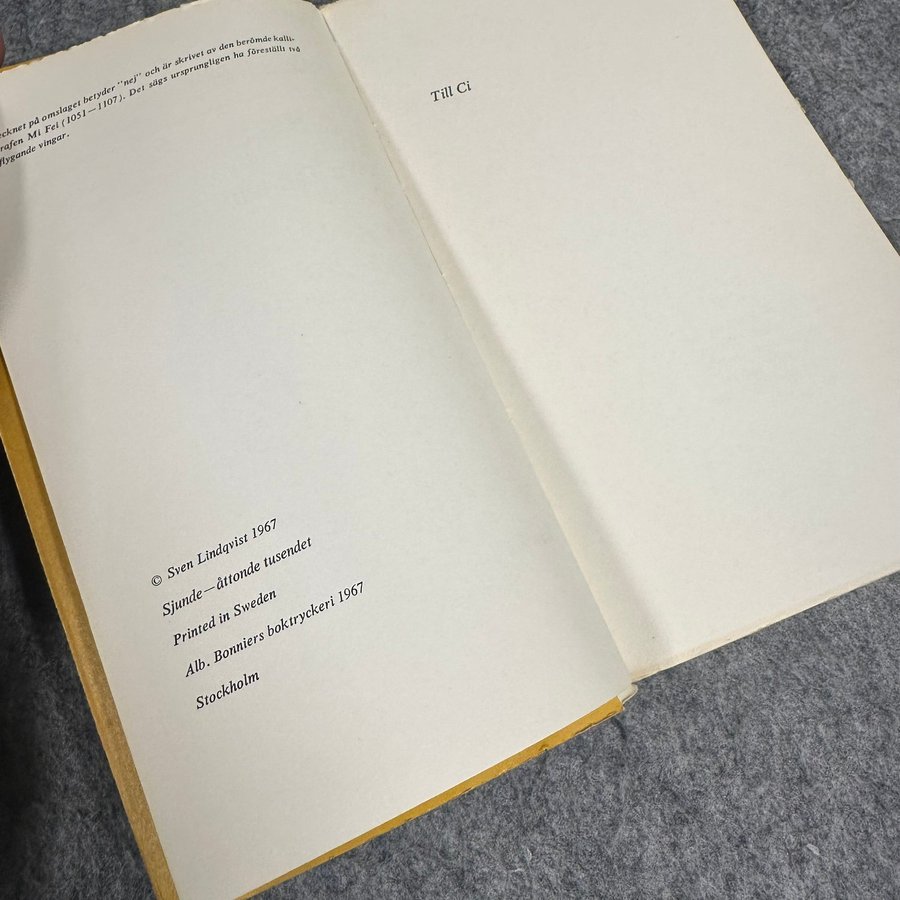 ecknet på omslaget betyder "nej" och är skrivet av den berömde kalli-
rafen Mi Fei (1051—1107). Det sägs ursprungligen ha föreställt två
flygande vingar.
© Sven Lindqvist 1967
Sjunde—åttonde tusendet
Printed in Sweden
Alb. Bonniers boktryckeri 1967
Stockholm
Till Ci